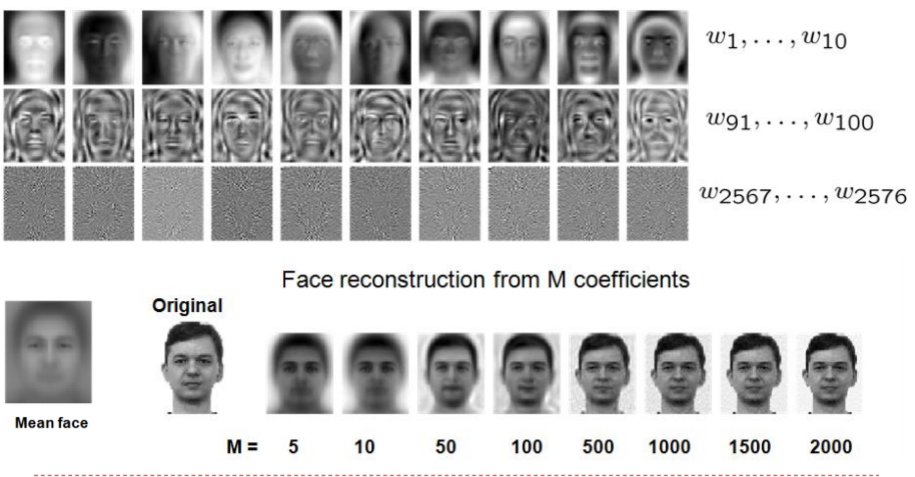 w1, . . . , w10
w91, . . . , w100
w2567, . . . , w2576
Face reconstruction from M coefficients
Original
Mean face
M = 5 10 50 100 500 1000 1500 2000